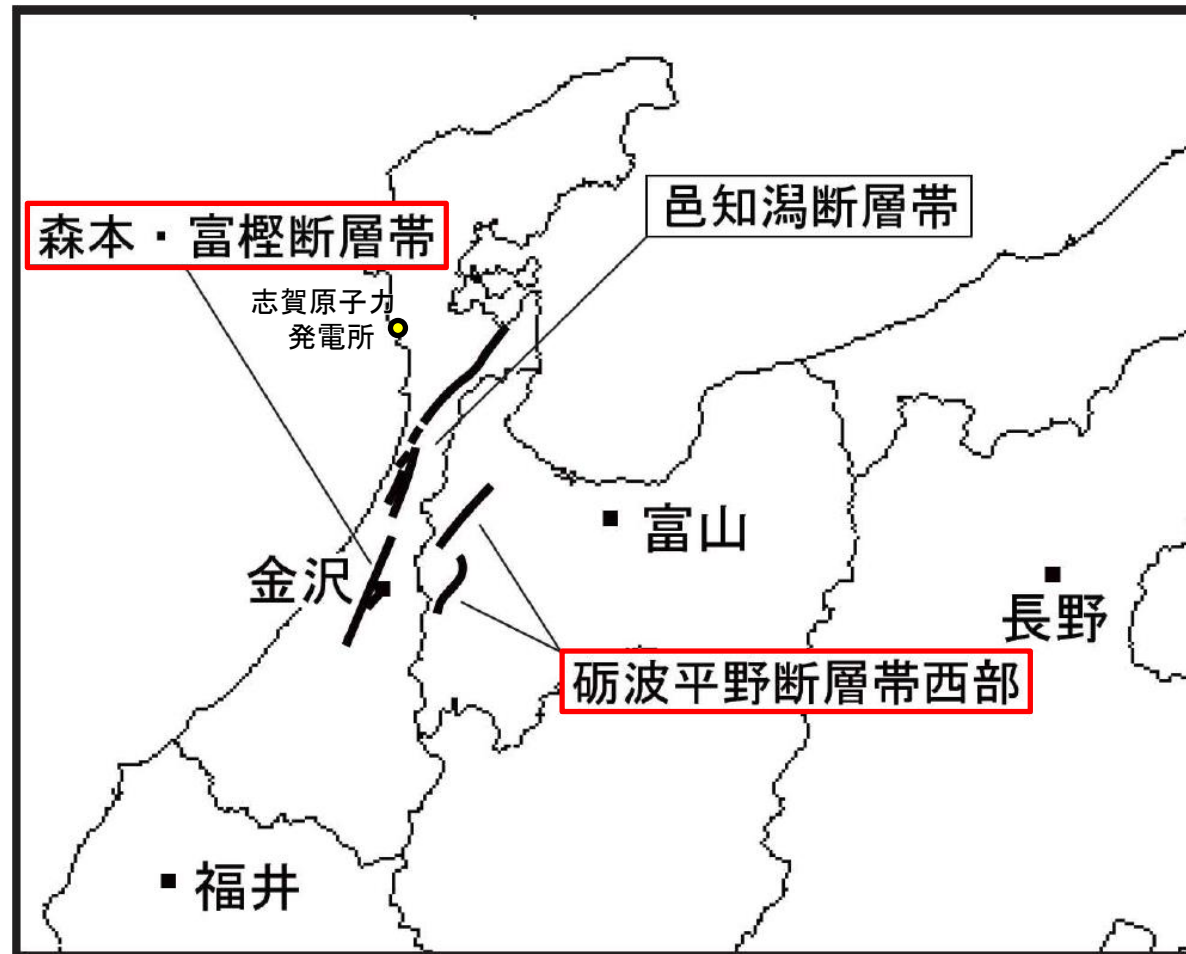 邑知潟断層帯
森本・富樫断層帯
志賀原子力
発電所
富山
金沢
長野
砺波平野断層帯西部
福井